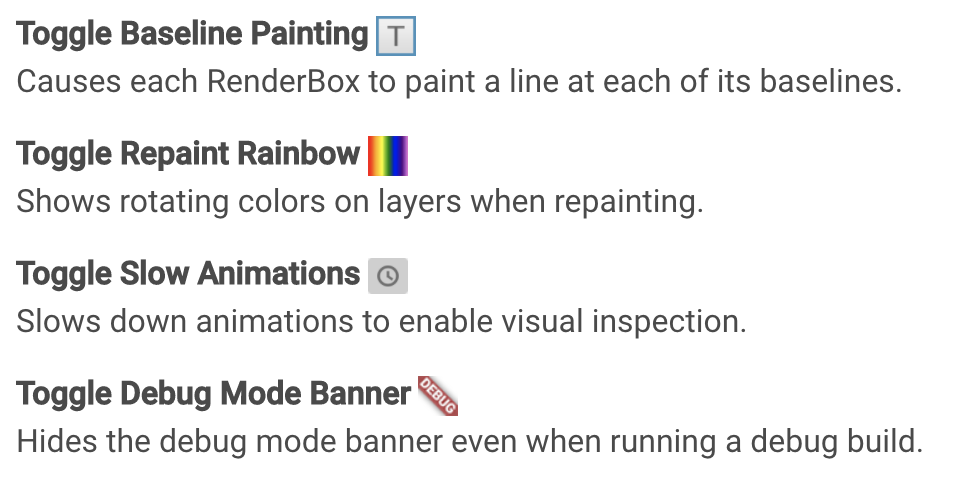 Toggle Baseline Painting T
Causes each RenderBox to paint a line at each of its baselines.
Toggle Repaint Rainbow
Shows rotating colors on layers when repainting.
Toggle Slow Animations
Slows down animations to enable visual inspection.
Toggle Debug Mode Banner DEBUG
Hides the debug mode banner even when running a debug build.